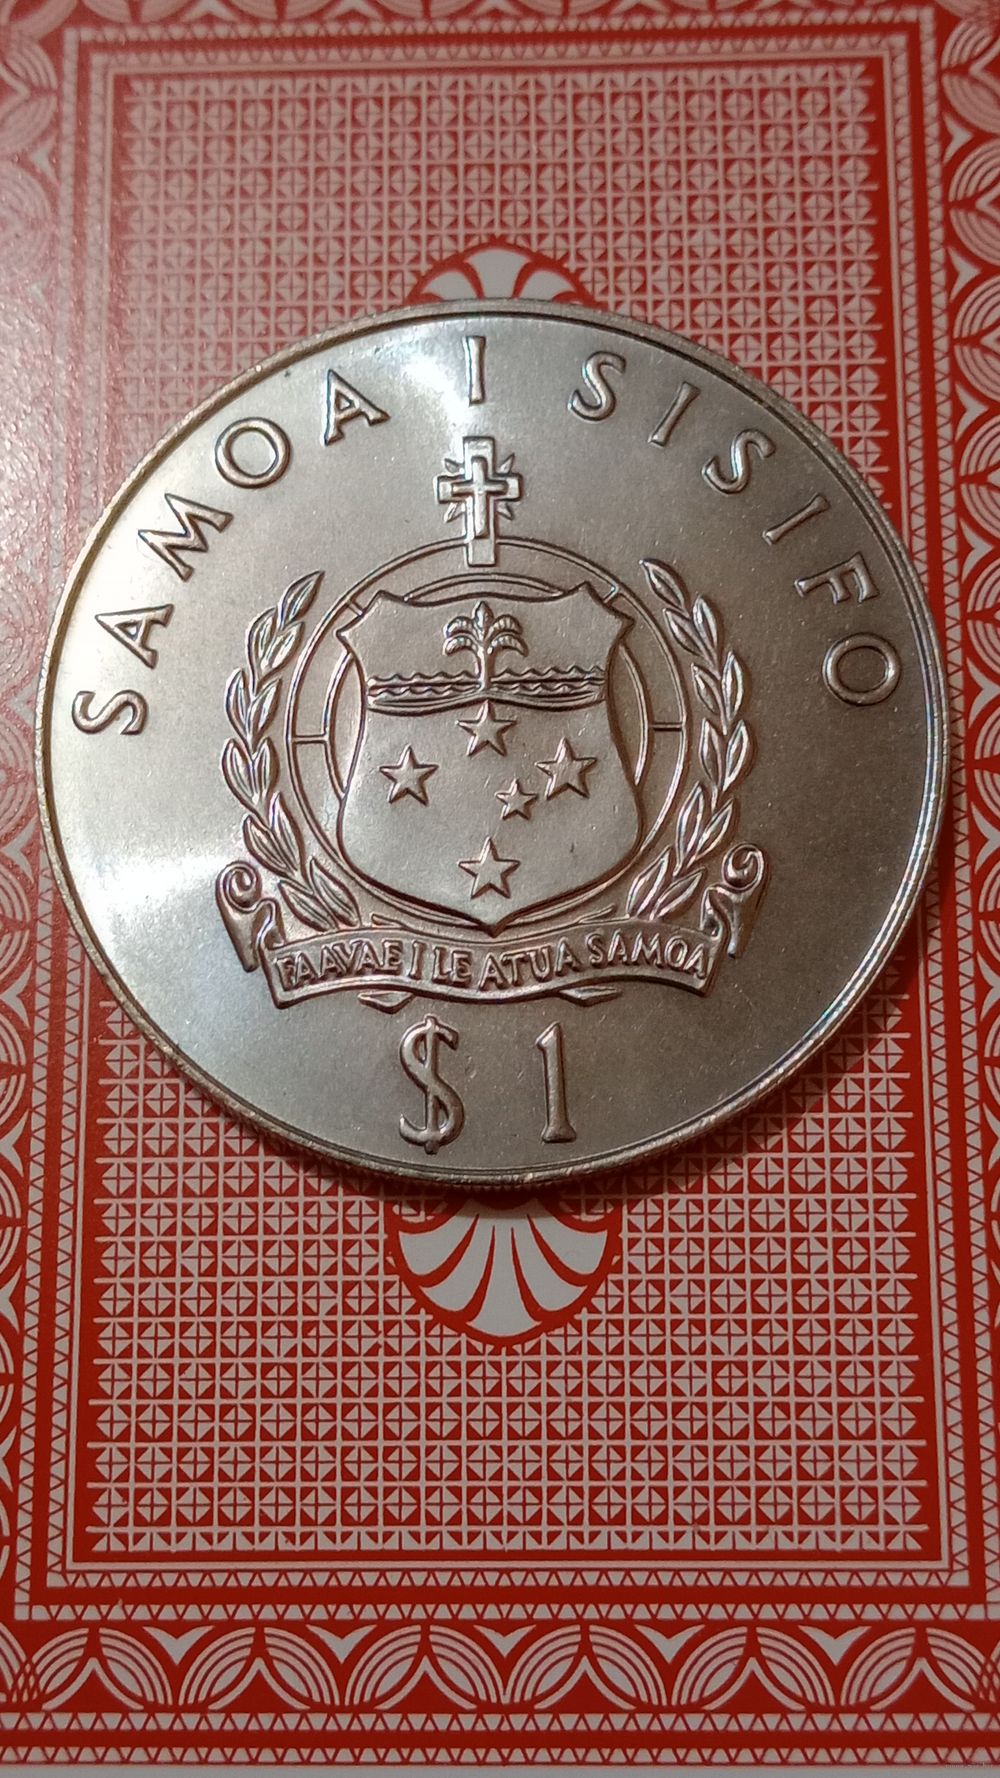 SAMOA I SISIFO
FAAVAE I LE ATUA SAMOA
$ 1